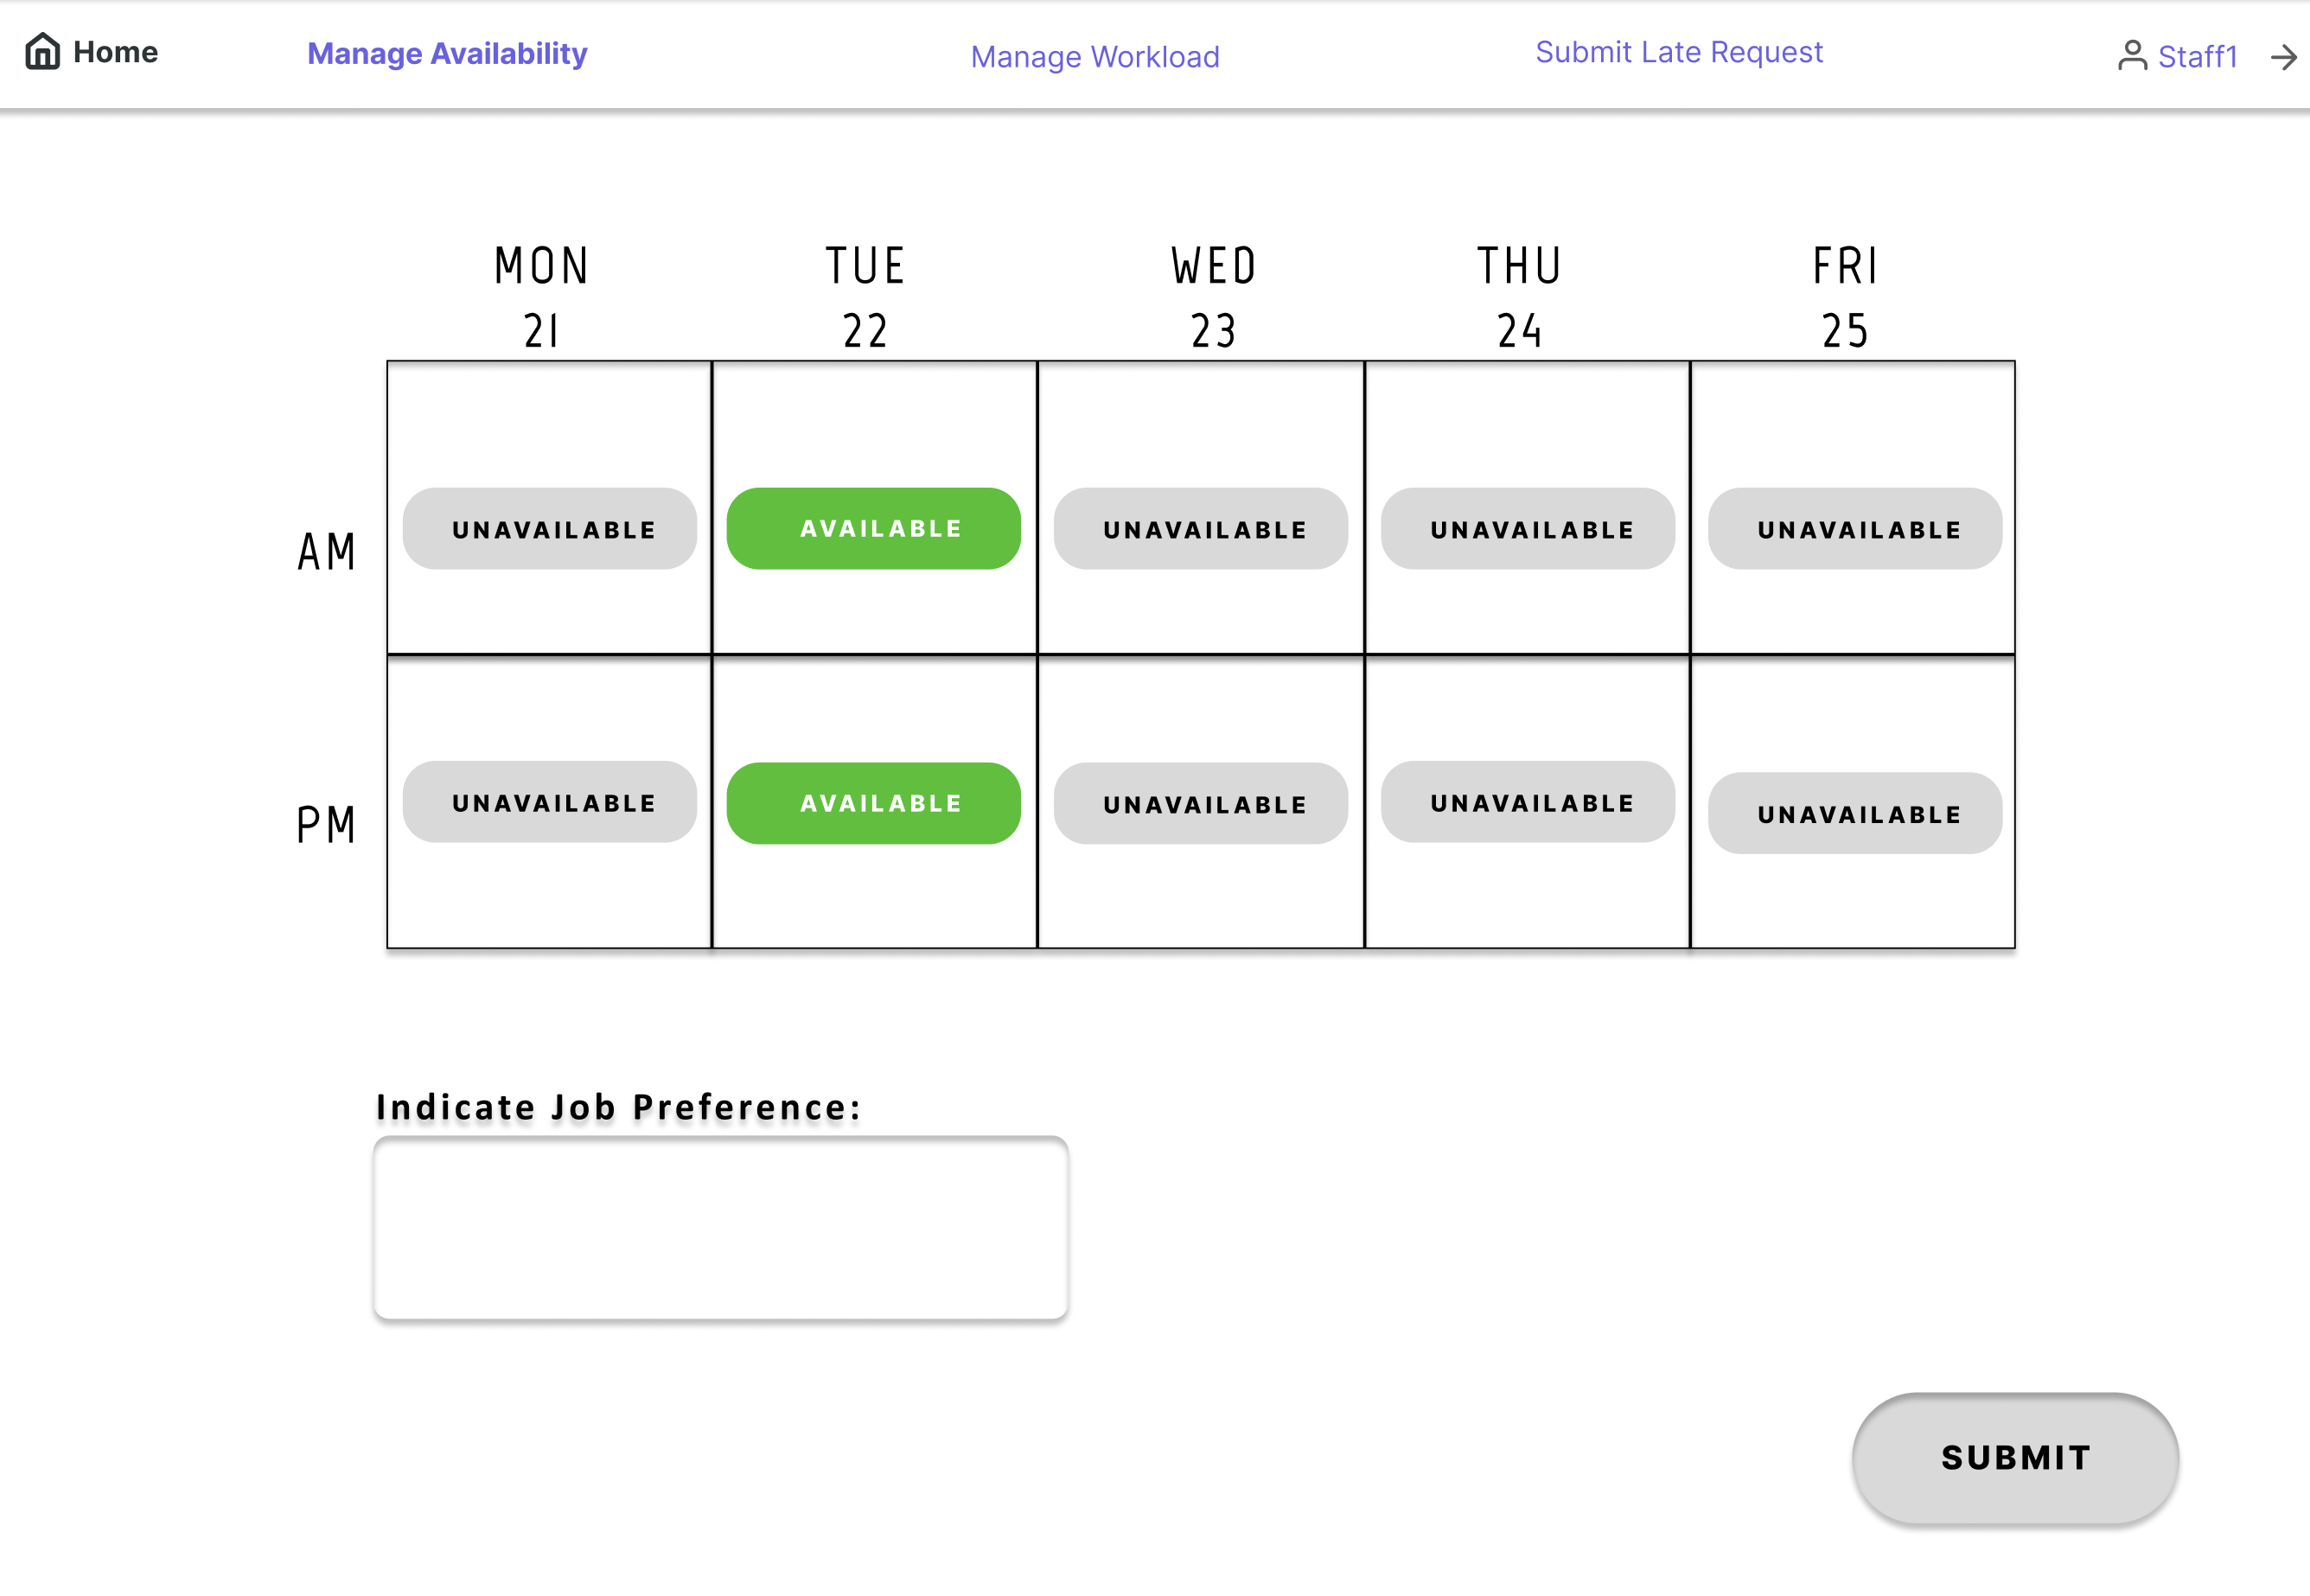 Home Manage Availability Manage Workload Submit Late Request Staff1
MON TUE WED THU FRI
21 22 23 24 25
AM UNAVAILABLE AVAILABLE UNAVAILABLE UNAVAILABLE UNAVAILABLE
PM UNAVAILABLE AVAILABLE UNAVAILABLE UNAVAILABLE UNAVAILABLE
Indicate Job Preference:
SUBMIT